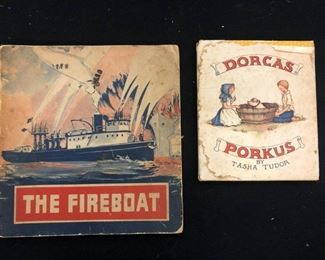 THE FIREBOAT
DORCAS
PORKUS
BY
TASHA TUDOR